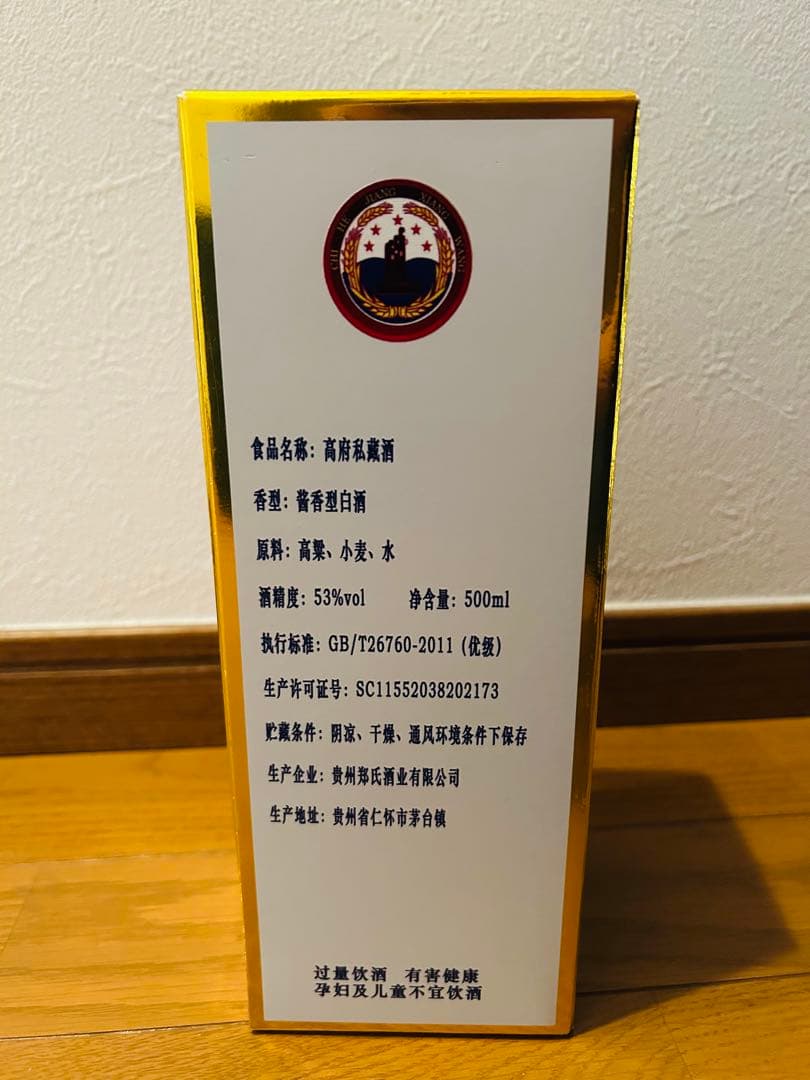 CHI HE JIANG XIANG WANG
食品名称：高府私藏酒
香型：酱香型白酒
原料：高粱、小麦、水
酒精度：53%vol 净含量：500ml
执行标准：GB/T26760-2011（优级）
生产许可证号：SC11552038202173
贮藏条件：阴凉、干燥、通风环境条件下保存
生产企业：贵州郑氏酒业有限公司
生产地址：贵州省仁怀市茅台镇
过量饮酒 有害健康
孕妇及儿童不宜饮酒